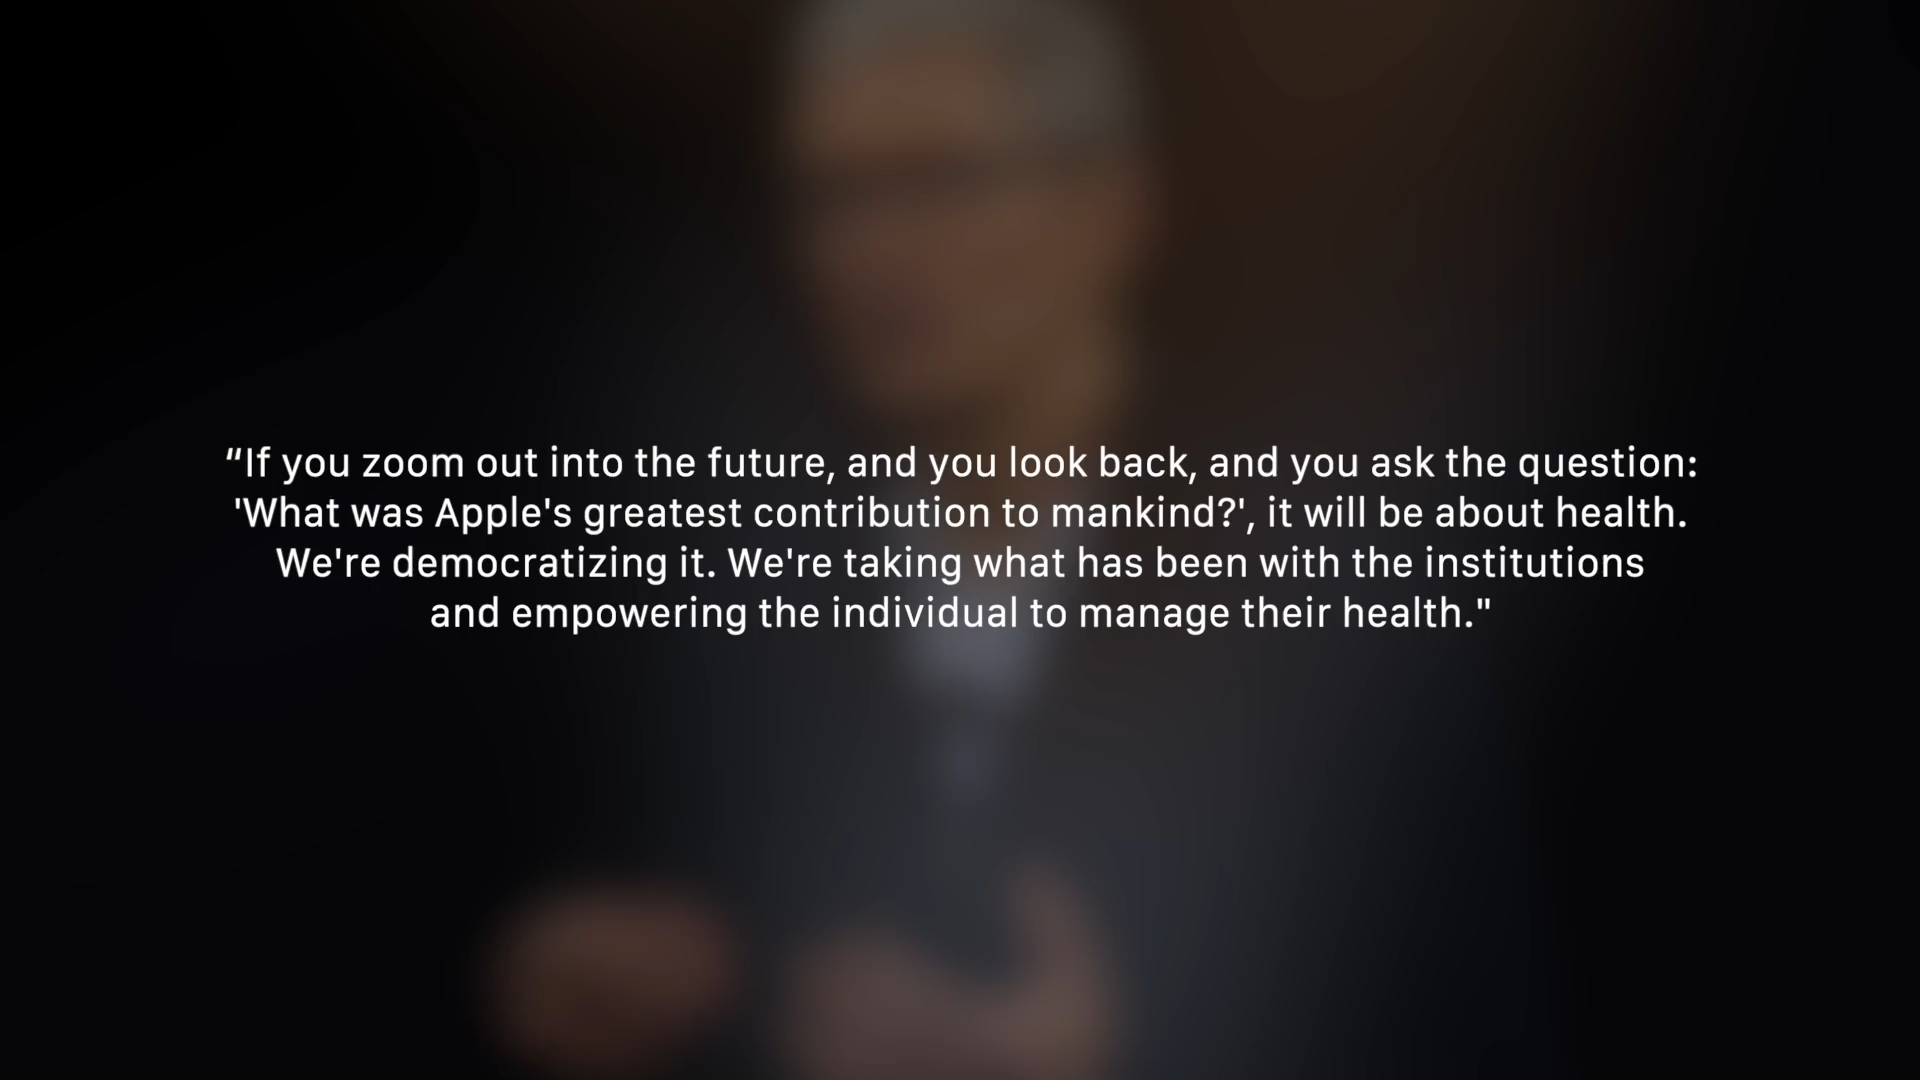 “If you zoom out into the future, and you look back, and you ask the question:
'What was Apple's greatest contribution to mankind?', it will be about health.
We're democratizing it. We're taking what has been with the institutions
and empowering the individual to manage their health."